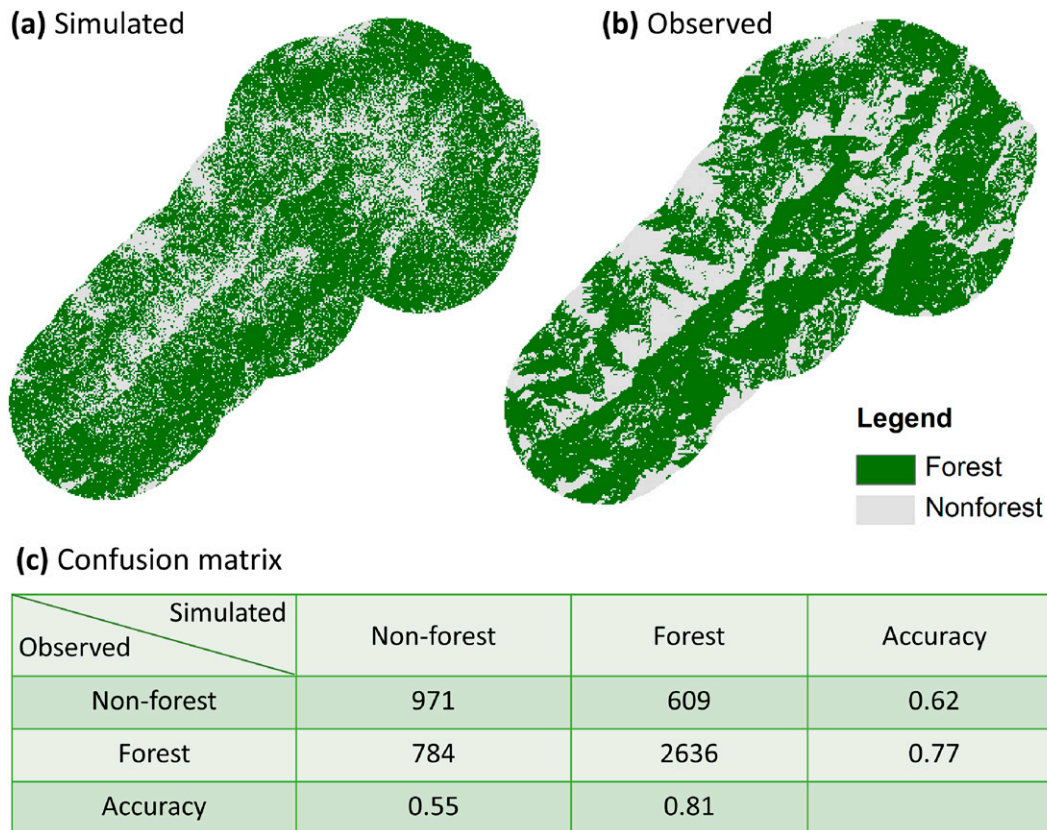 (a) Simulated
(b) Observed
Legend
Forest
Nonforest
(c) Confusion matrix
Simulated
Observed
Non-forest
Forest
Accuracy
Non-forest
971
609
0.62
Forest
784
2636
0.77
Accuracy
0.55
0.81